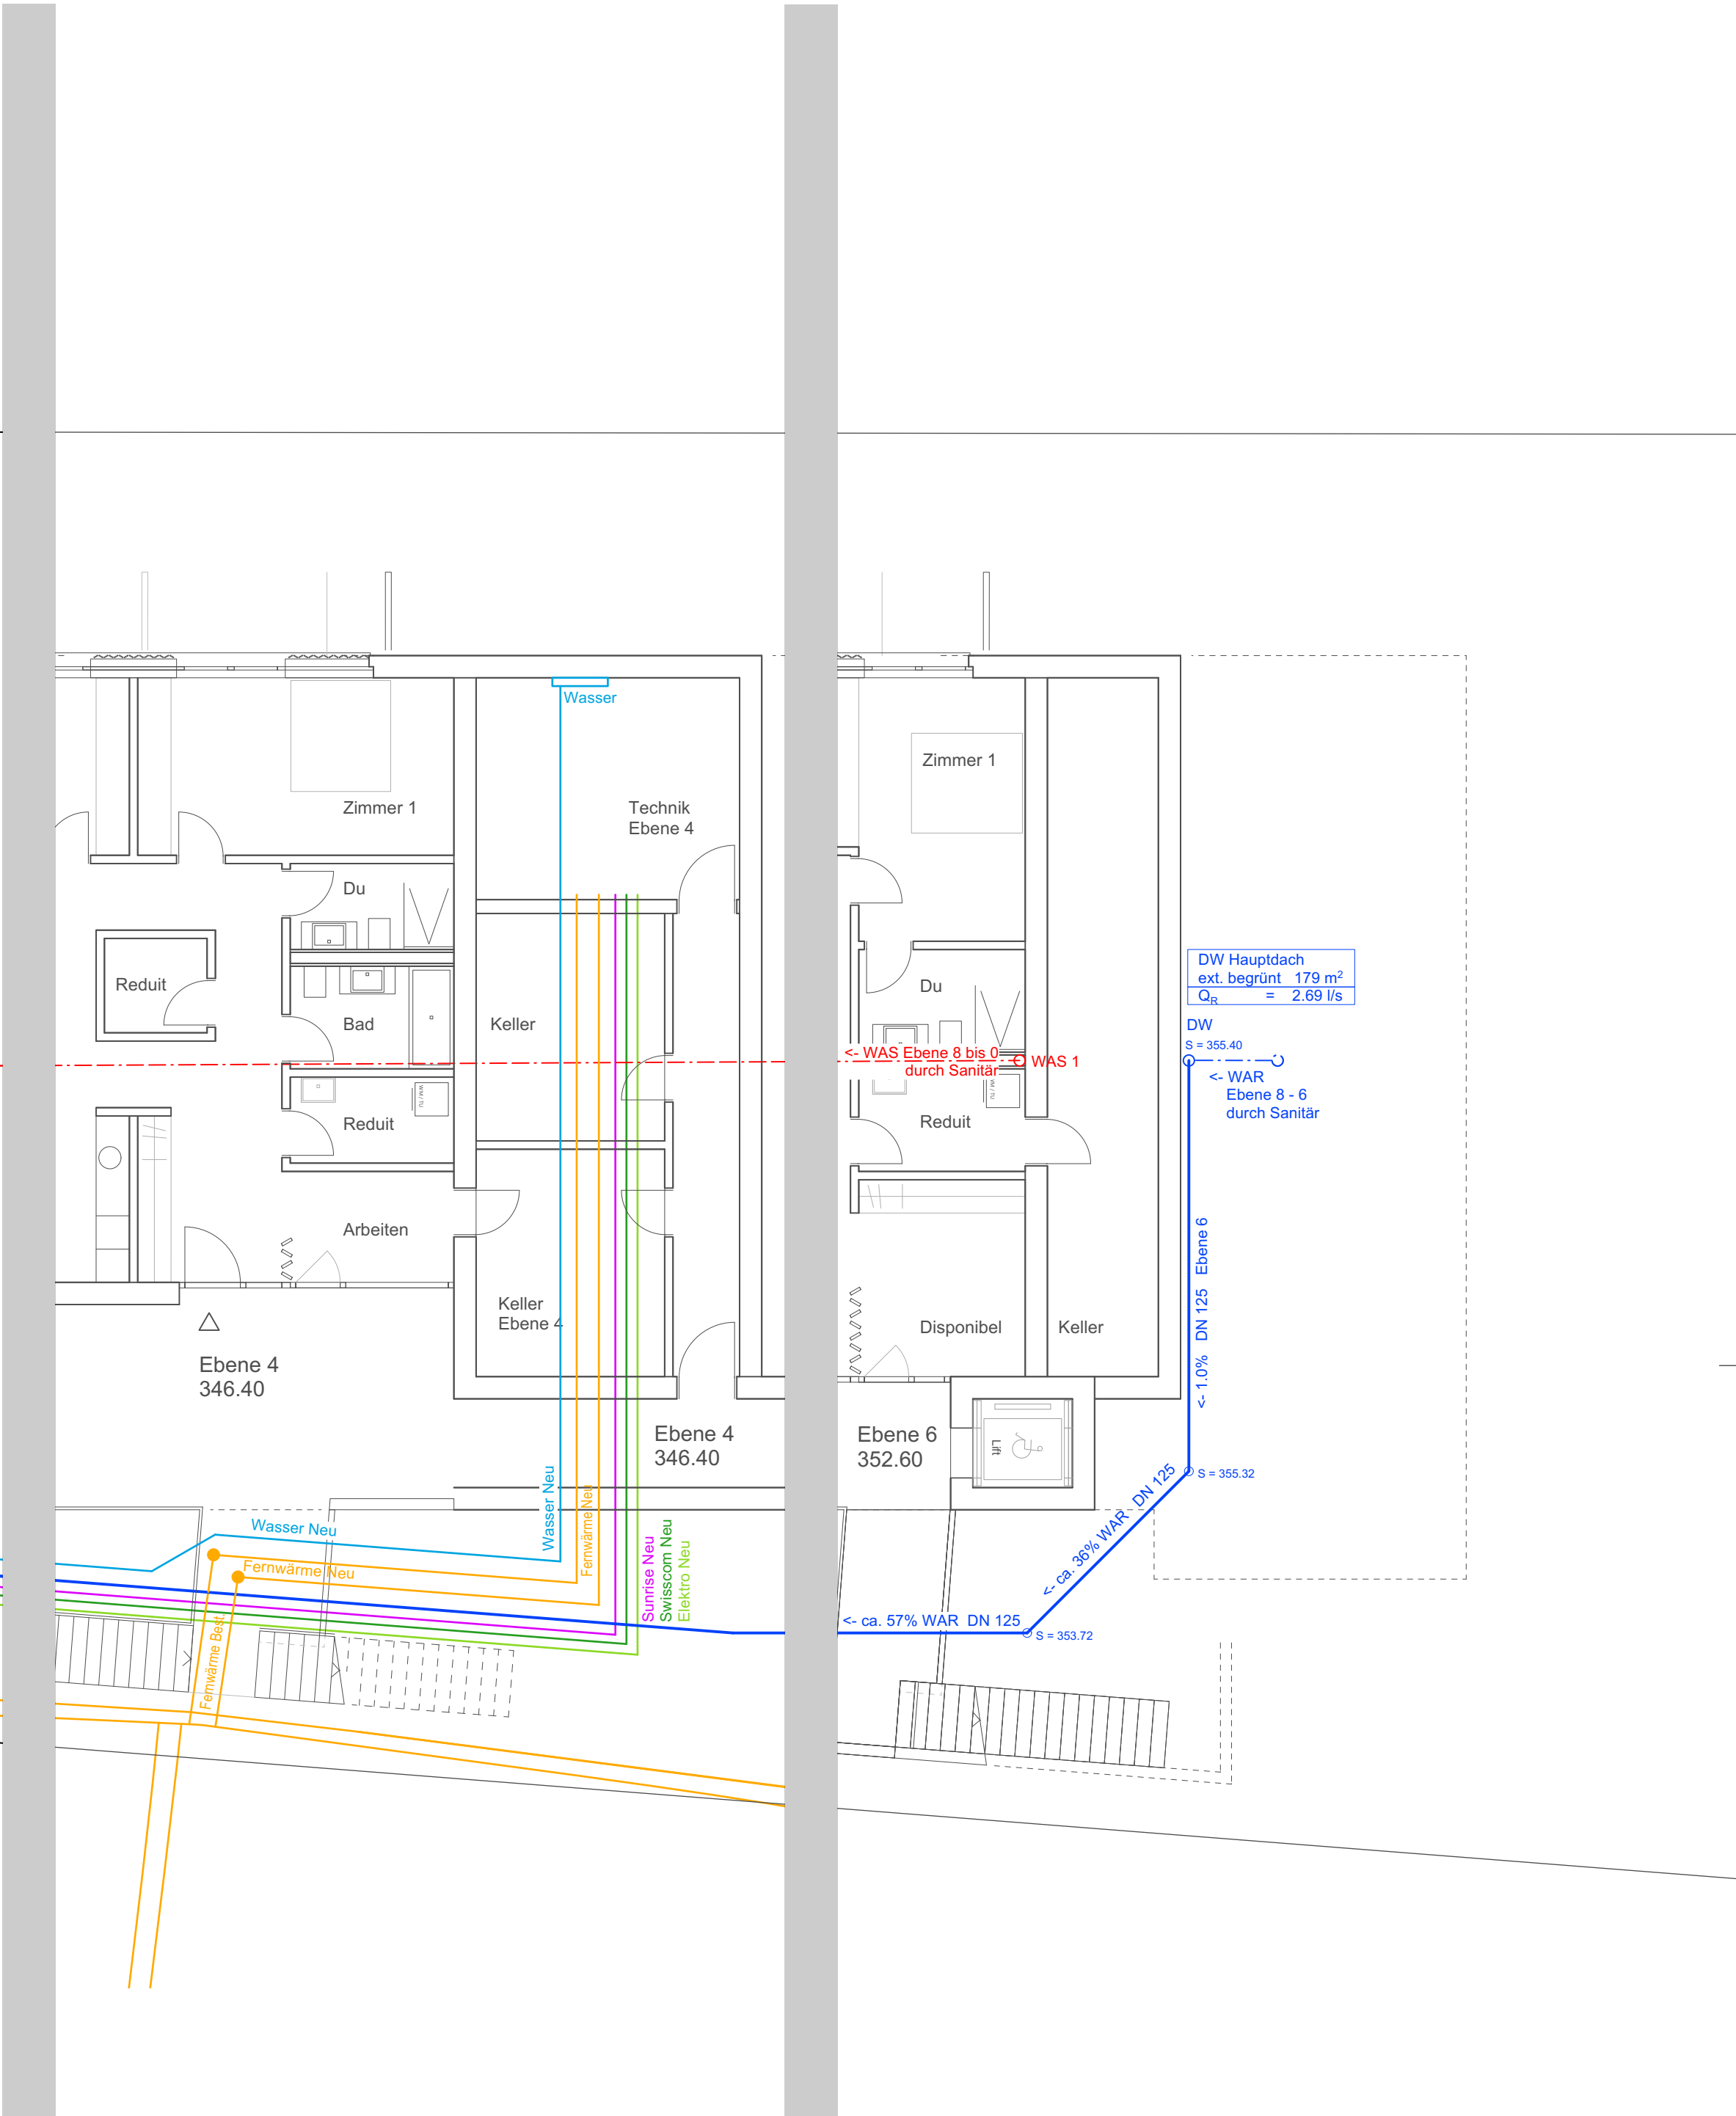 Wasser
Zimmer 1
Technik
Ebene 4
Du
Reduit
Bad
Keller
WM / TU
Reduit
Arbeiten
Keller
Ebene 4
Ebene 4
346.40
Ebene 4
346.40
Wasser Neu
Fernwärme Neu
Fernwärme Best.
Wasser Neu
Fernwärme Neu
Sunrise Neu
Swisscom Neu
Elektro Neu
Zimmer 1
Du
<- WAS Ebene 8 bis 0
durch Sanitär
WAS 1
Reduit
Disponibel
Keller
Ebene 6
352.60
Lift
DW Hauptdach
ext. begrünt 179 m²
QR = 2.69 l/s
DW
S = 355.40
<- WAR
Ebene 8 - 6
durch Sanitär
<- 1.0% DN 125 Ebene 6
S = 355.32
<- ca. 36% WAR DN 125
<- ca. 57% WAR DN 125
S = 353.72